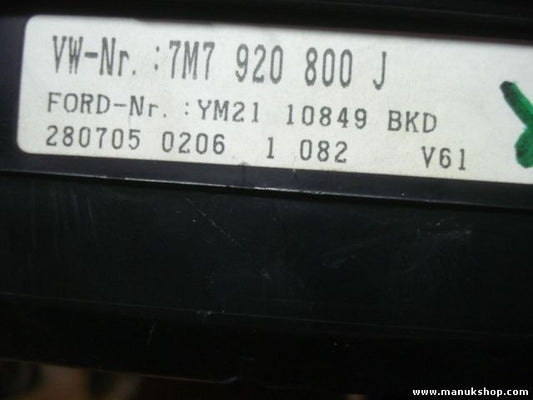 VW-Nr.:7M7 920 800 J
FORD-Nr.:YM21 10849 BKD
280705 0206 1 082 V61
www.manukshop.com